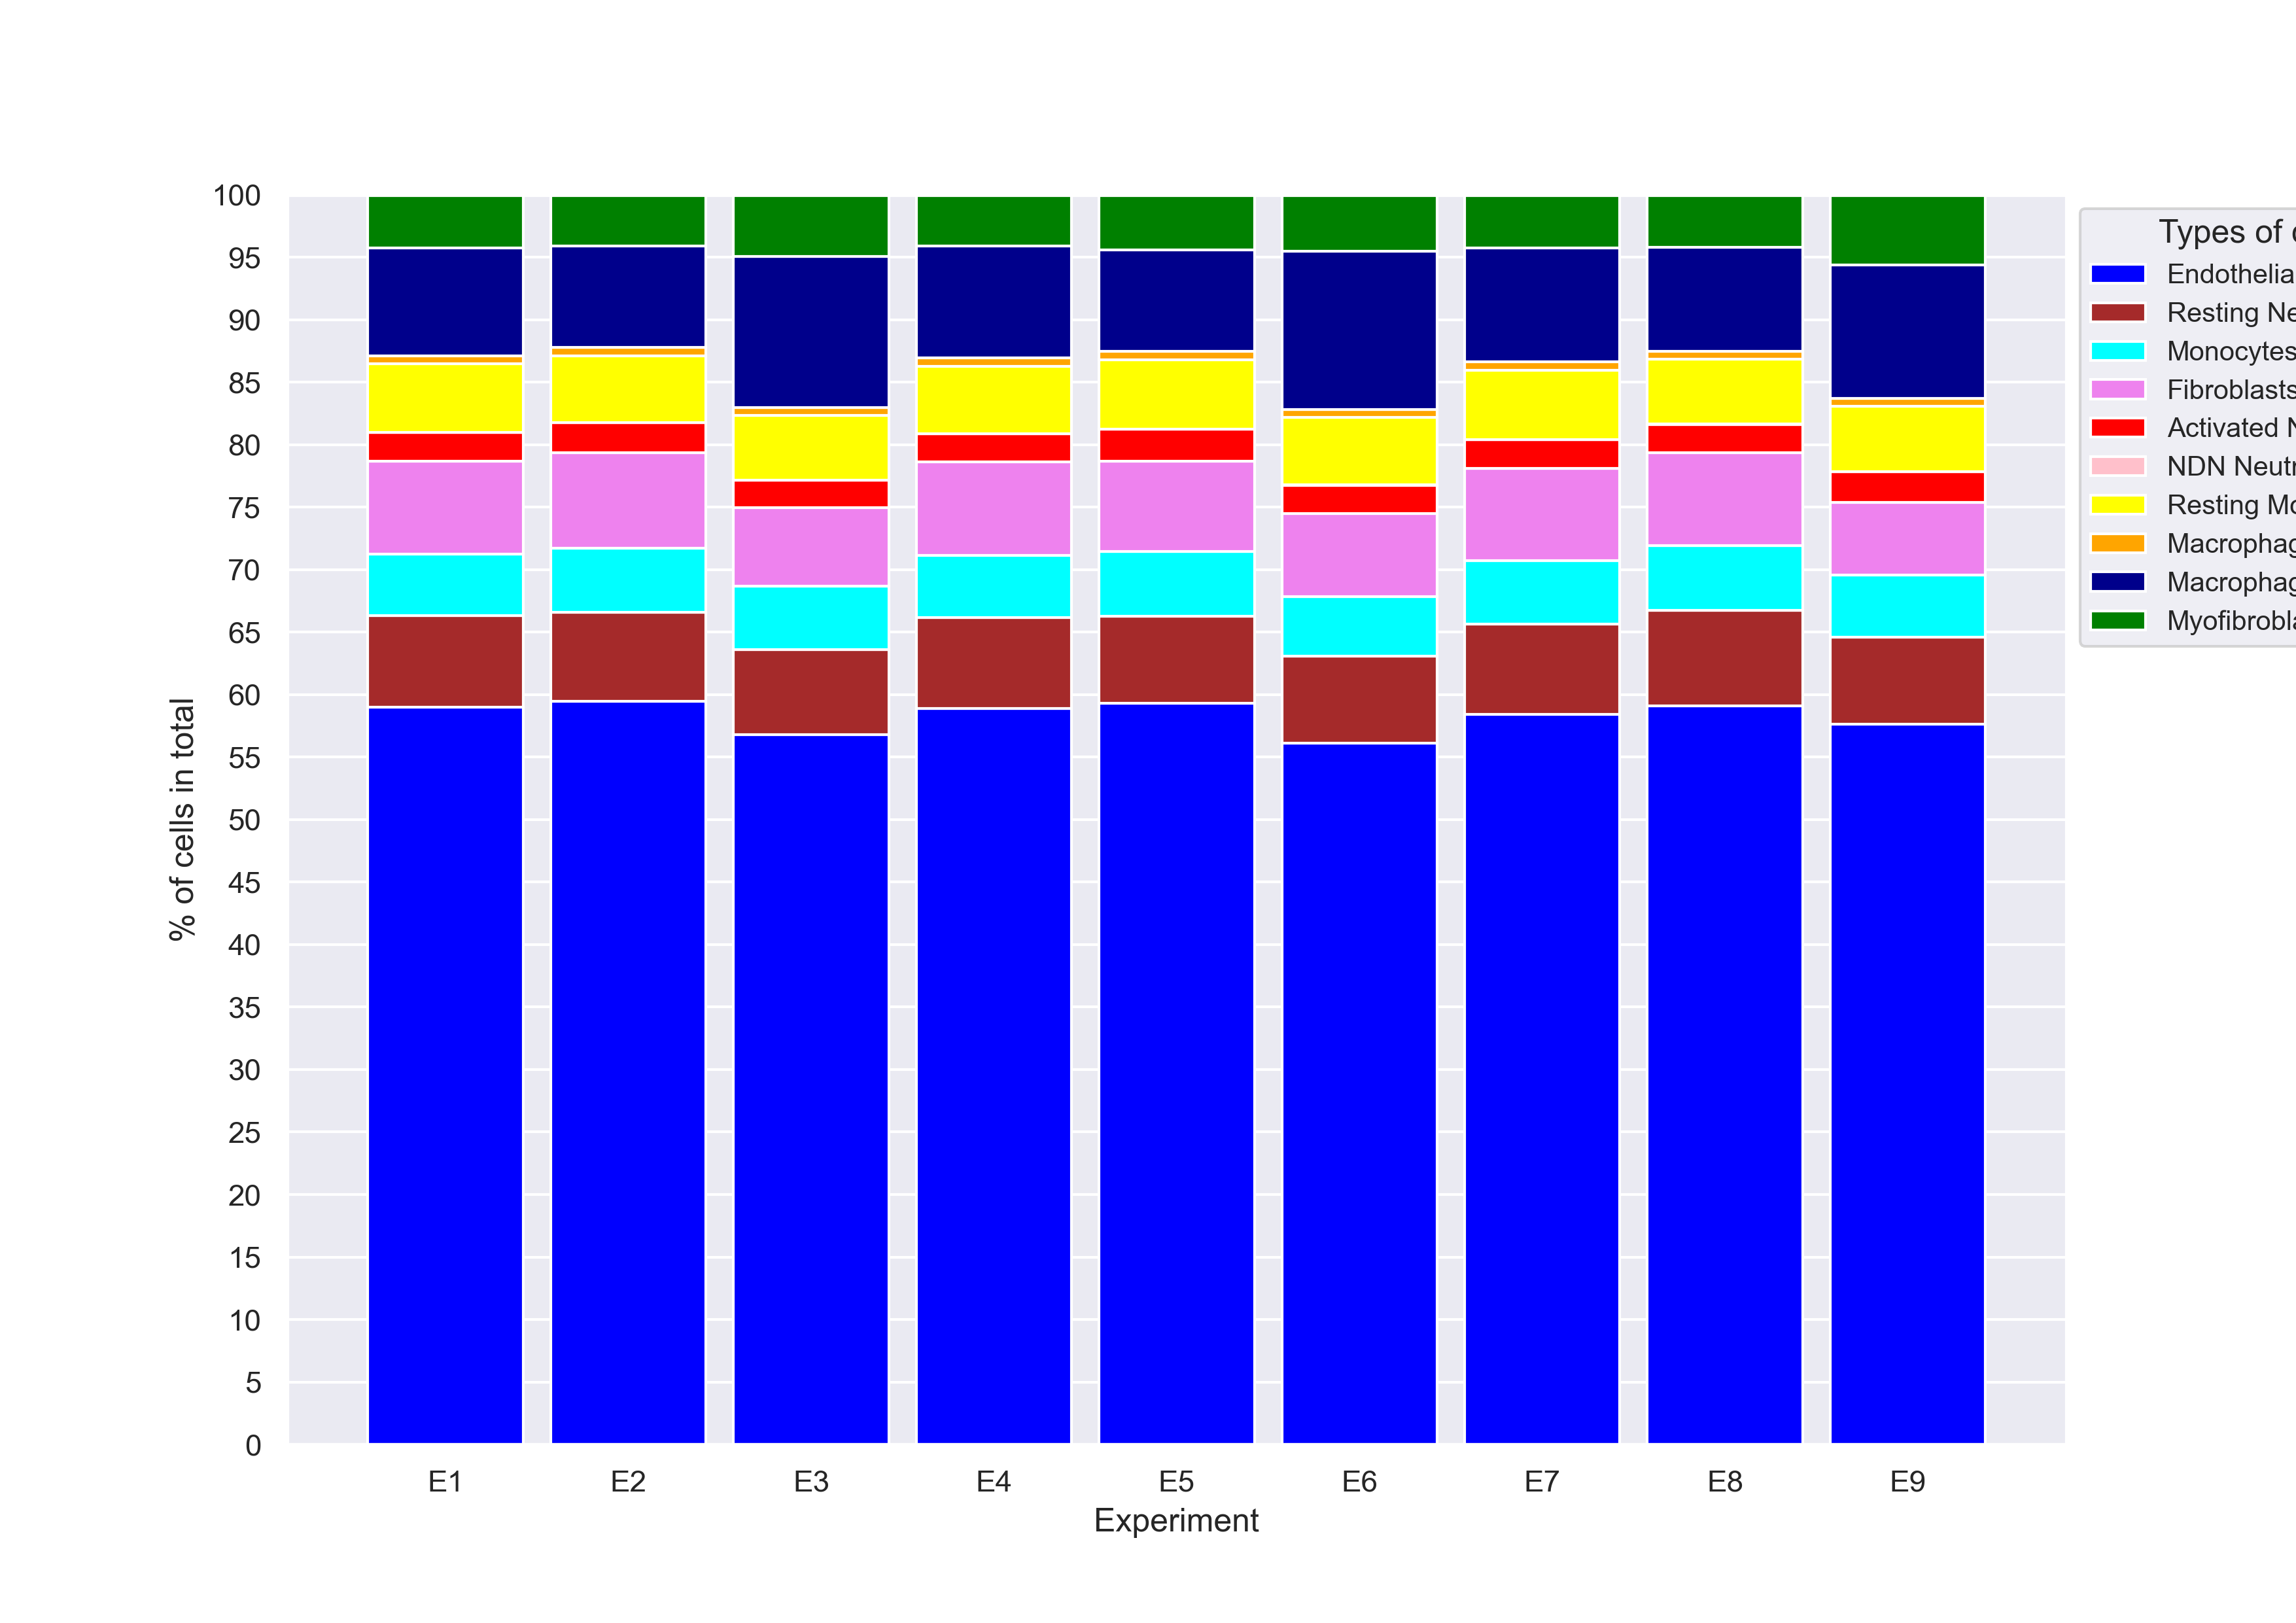 100
95
90
85
80
75
70
65
60
55
50
45
40
35
30
25
20
15
10
5
0
% of cells in total
E1 E2 E3 E4 E5 E6 E7 E8 E9
Experiment
Types of
Endothelia
Resting Ne
Monocytes
Fibroblasts
Activated N
NDN Neutr
Resting Mo
Macrophag
Macrophag
Myofibrobla